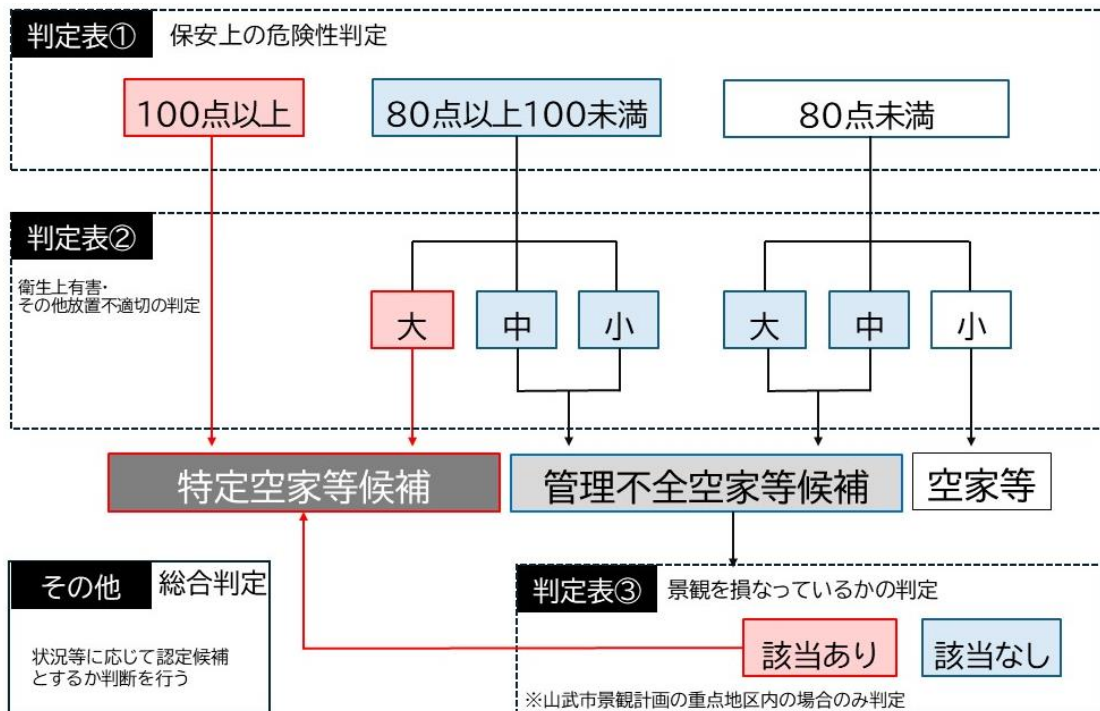 判定表① 保安上の危険性判定
100点以上 80点以上100未満 80点未満
判定表②
衛生上有害・
その他放置不適切の判定
大 中 小 大 中 小
特定空家等候補 管理不全空家等候補 空家等
その他 総合判定
状況等に応じて認定候補
とするか判断を行う
判定表③ 景観を損なっているかの判定
該当あり 該当なし
※山武市景観計画の重点地区内の場合のみ判定